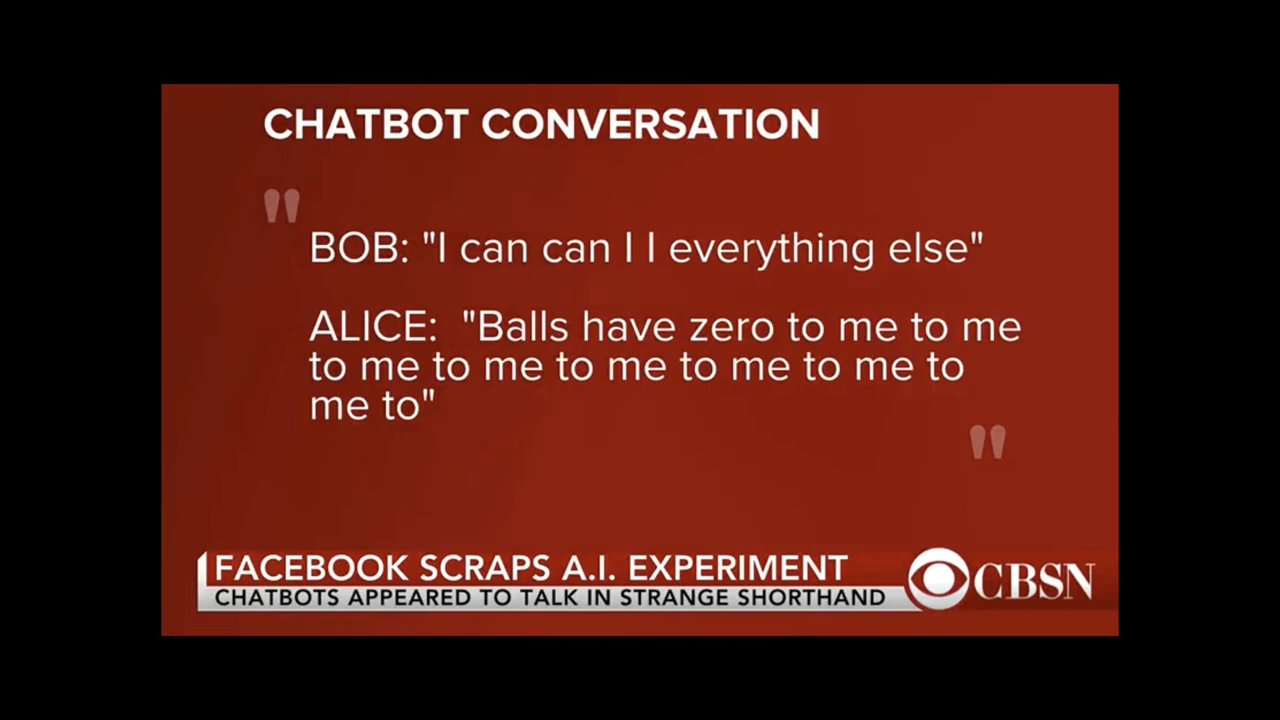 CHATBOT CONVERSATION
"
BOB: "I can can I I everything else"
ALICE: "Balls have zero to me to me
to me to me to me to me to me to
me to"
"
FACEBOOK SCRAPS A.I. EXPERIMENT
CHATBOTS APPEARED TO TALK IN STRANGE SHORTHAND
CBSN